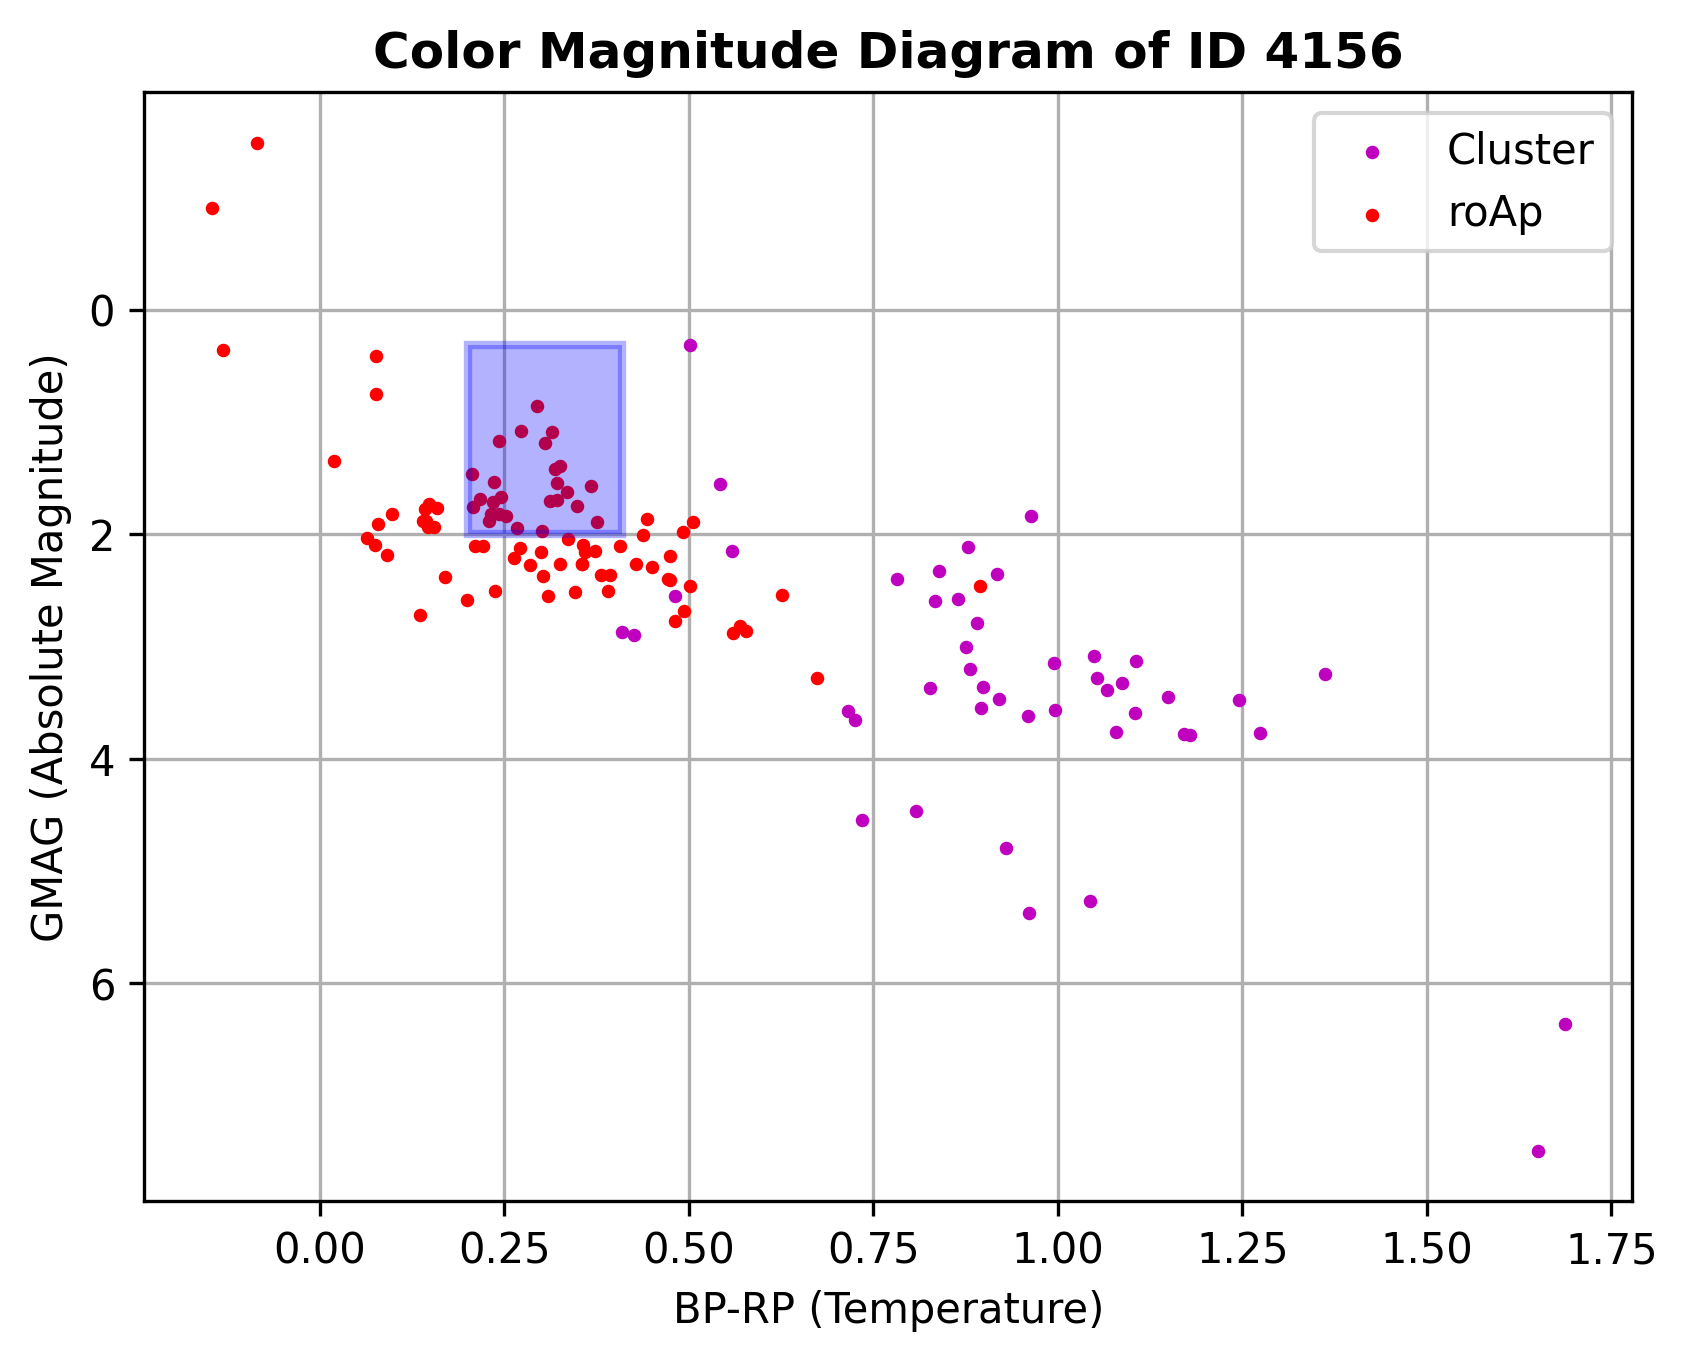 Color Magnitude Diagram of ID 4156
Cluster
roAp
GMAG (Absolute Magnitude)
0
2
4
6
0.00 0.25 0.50 0.75 1.00 1.25 1.50 1.75
BP-RP (Temperature)